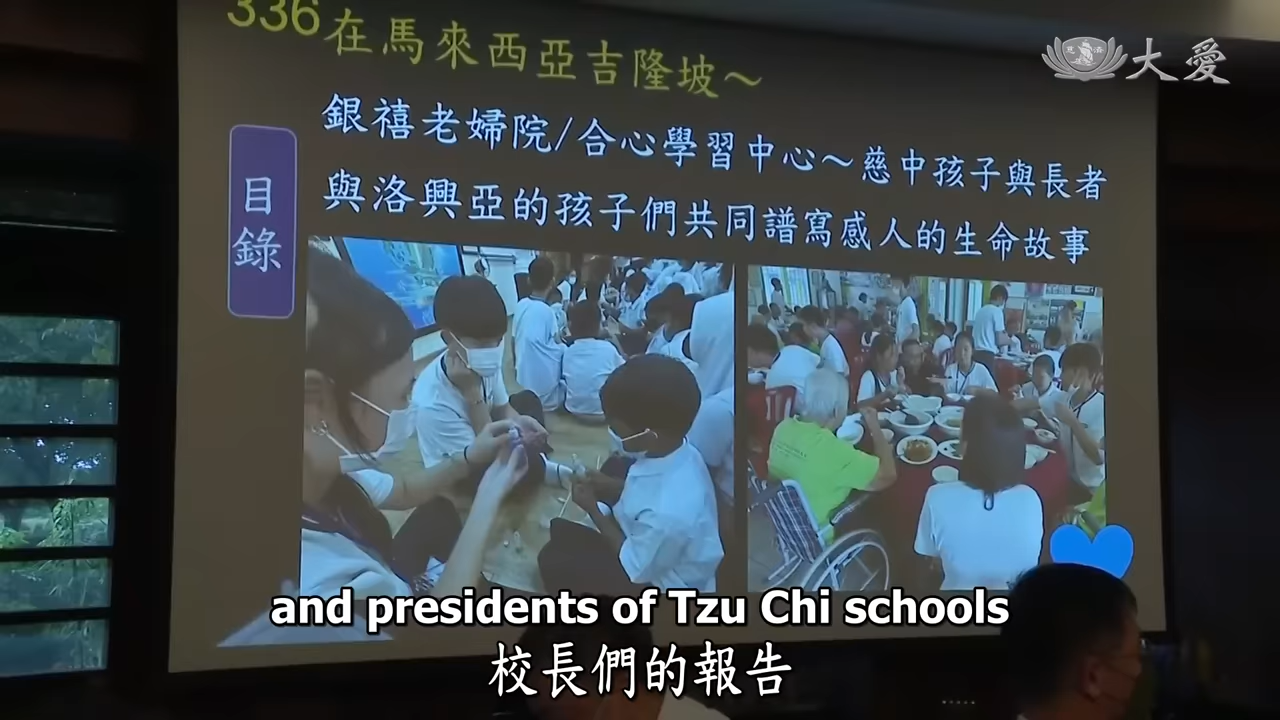 336在馬來西亞吉隆坡～
大愛
銀禧老婦院/合心學習中心～慈中孩子與長者
與洛興亞的孩子們共同譜寫感人的生命故事
目錄
and presidents of Tzu Chi schools
校長們的報告